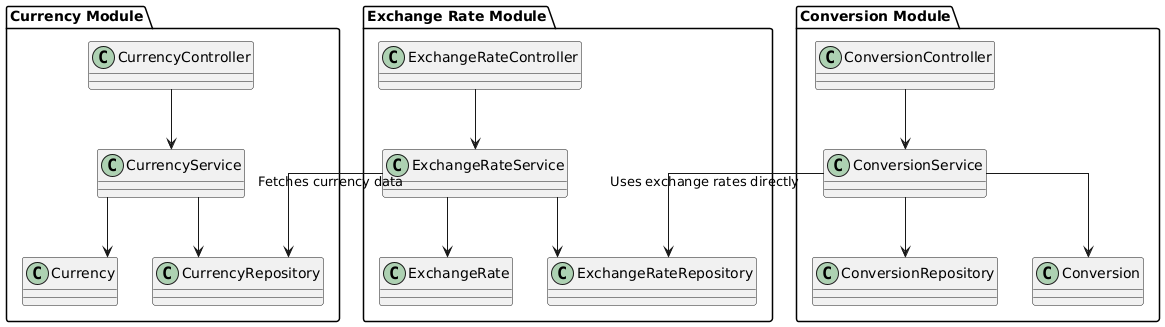 Currency Module
Exchange Rate Module
Conversion Module
C CurrencyController
C ExchangeRateController
C ConversionController
C CurrencyService
C ExchangeRateService
C ConversionService
Fetches currency data
Uses exchange rates directly
C Currency
C CurrencyRepository
C ExchangeRate
C ExchangeRateRepository
C ConversionRepository
C Conversion